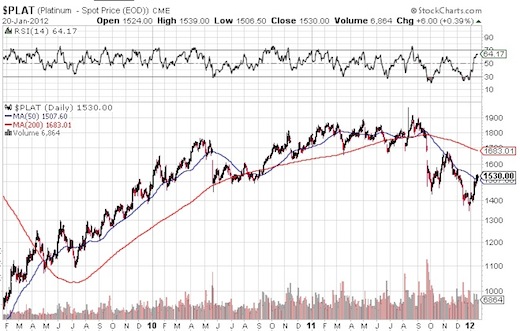 $PLAT (Platinum - Spot Price (EOD)) CME © StockCharts.com
20-Jan-2012 Open 1524.00 High 1539.00 Low 1506.50 Close 1530.00 Volume 6,864 Chg +6.00 (+0.39%)
RSI(14) 64.17
90
70
64.17
50
30
10
$PLAT (Daily) 1530.00
MA(50) 1507.60
MA(200) 1683.01
Volume 6,864
1900
1800
1683.01
1600
1530.00
1400
1300
1200
1100
1000
6864
F M A M J J A S O N D 10 F M A M J J A S O N D 11 F M A M J J A S O N D 12